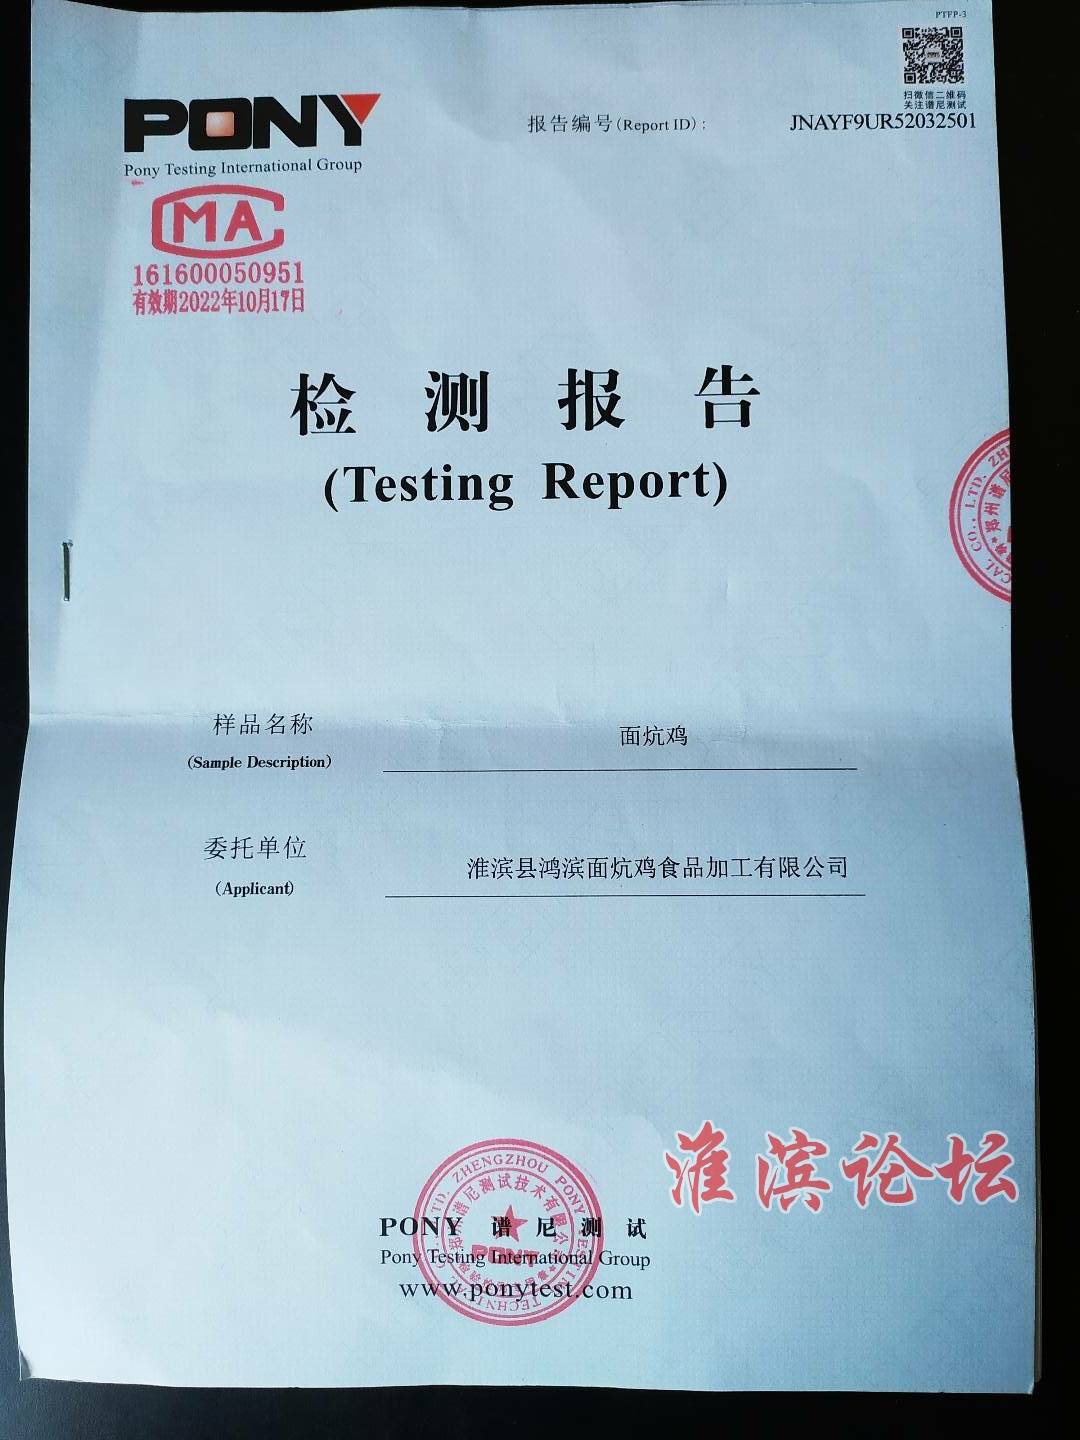 PTFP-3
PONY
Pony Testing International Group
扫微信二维码
关注谱尼测试
报告编号(Report ID):
JNAYF9UR52032501
MA
161600050951
有效期2022年10月17日
检测报告
(Testing Report)
样品名称
(Sample Description)
面炕鸡
委托单位
(Applicant)
淮滨县鸿滨面炕鸡食品加工有限公司
淮滨论坛
PONY 谱尼测试
Pony Testing International Group
www.ponytest.com